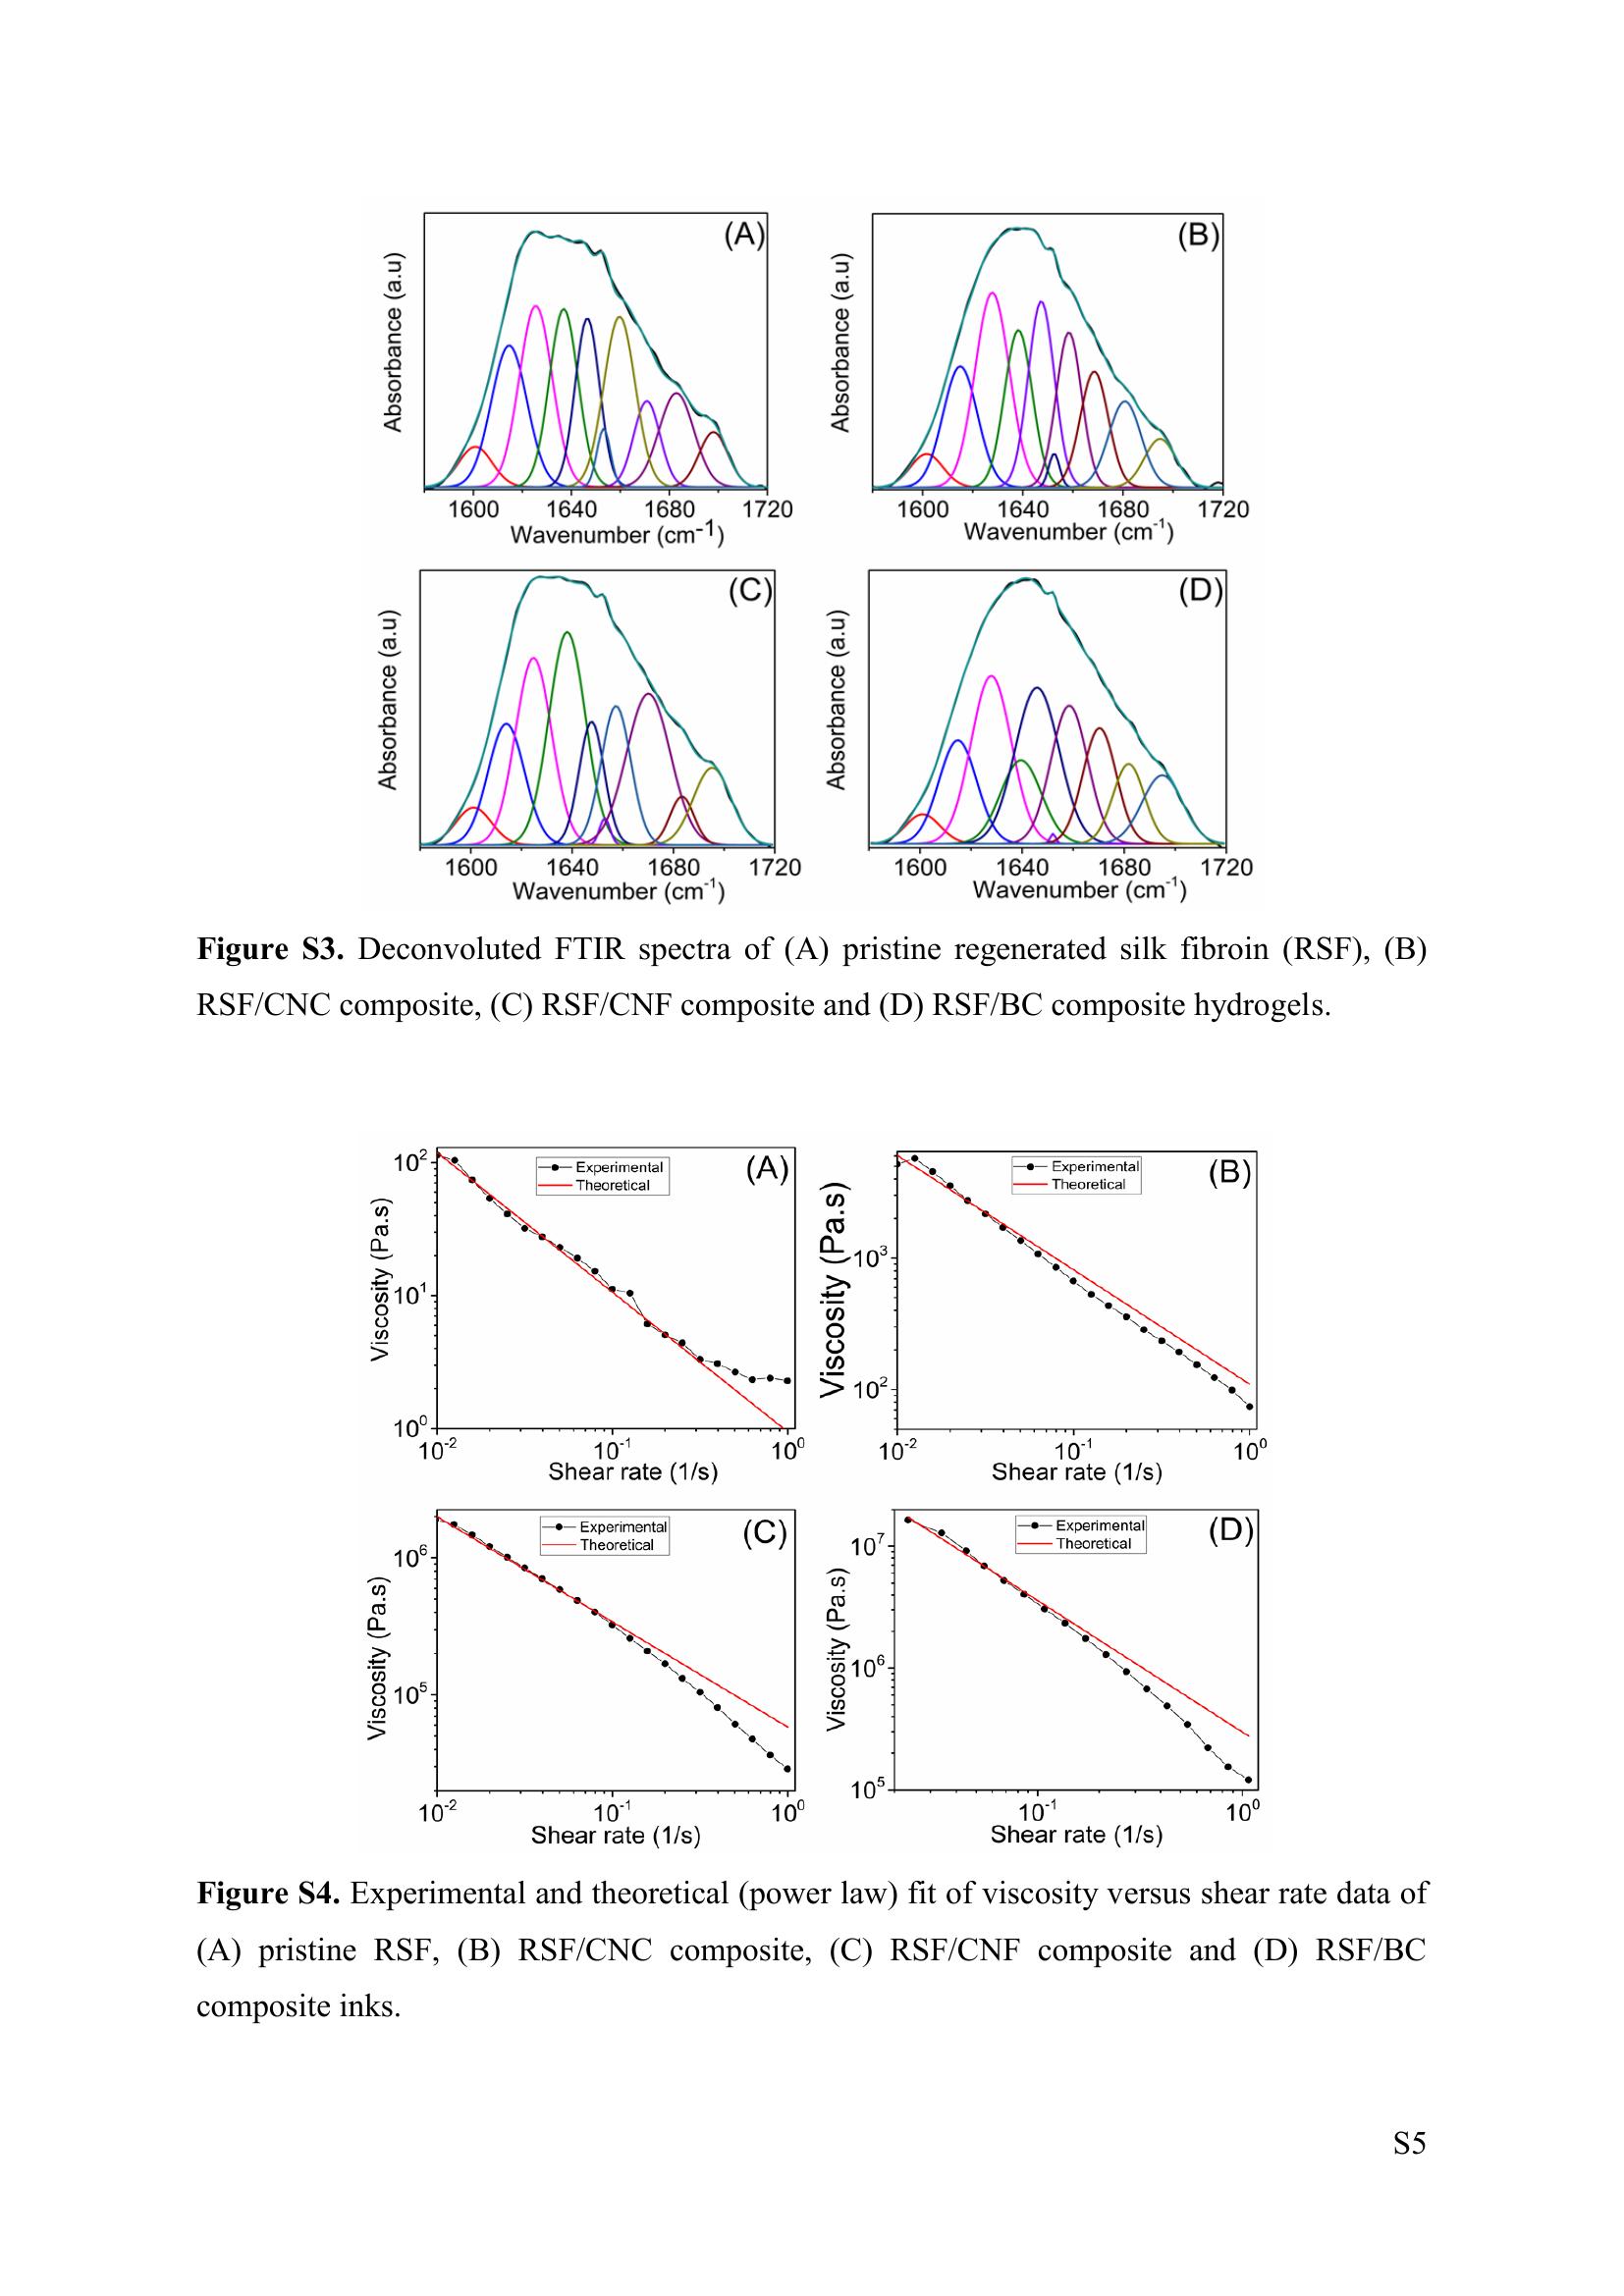 (A)
Absorbance (a.u)
1600 1640 1680 1720
Wavenumber (cm-1)
(B)
Absorbance (a.u)
1600 1640 1680 1720
Wavenumber (cm⁻¹)
(C)
Absorbance (a.u)
1600 1640 1680 1720
Wavenumber (cm⁻¹)
(D)
Absorbance (a.u)
1600 1640 1680 1720
Wavenumber (cm⁻¹)
Figure S3. Deconvoluted FTIR spectra of (A) pristine regenerated silk fibroin (RSF), (B)
RSF/CNC composite, (C) RSF/CNF composite and (D) RSF/BC composite hydrogels.
(A)
Experimental
Theoretical
Viscosity (Pa.s)
10²
10¹
10⁰
10⁻² 10⁻¹ 10⁰
Shear rate (1/s)
(B)
Experimental
Theoretical
Viscosity (Pa.s)
10³
10²
10⁻² 10⁻¹ 10⁰
Shear rate (1/s)
(C)
Experimental
Theoretical
Viscosity (Pa.s)
10⁶
10⁵
10⁻² 10⁻¹ 10⁰
Shear rate (1/s)
(D)
Experimental
Theoretical
Viscosity (Pa.s)
10⁷
10⁶
10⁵
10⁻¹ 10⁰
Shear rate (1/s)
Figure S4. Experimental and theoretical (power law) fit of viscosity versus shear rate data of
(A) pristine RSF, (B) RSF/CNC composite, (C) RSF/CNF composite and (D) RSF/BC
composite inks.
S5